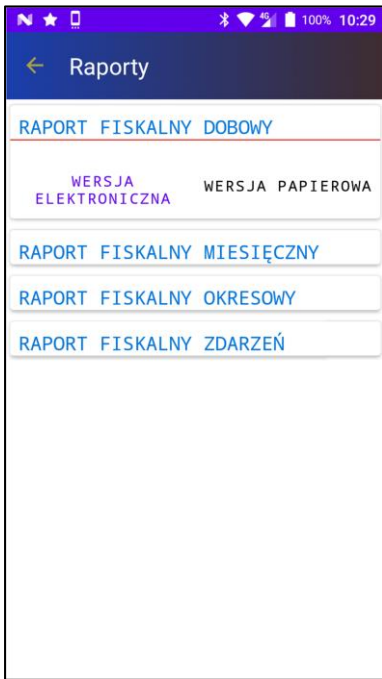 100% 10:29
Raporty
RAPORT FISKALNY DOBOWY
WERSJA ELEKTRONICZNA
WERSJA PAPIEROWA
RAPORT FISKALNY MIESIĘCZNY
RAPORT FISKALNY OKRESOWY
RAPORT FISKALNY ZDARZEŃ